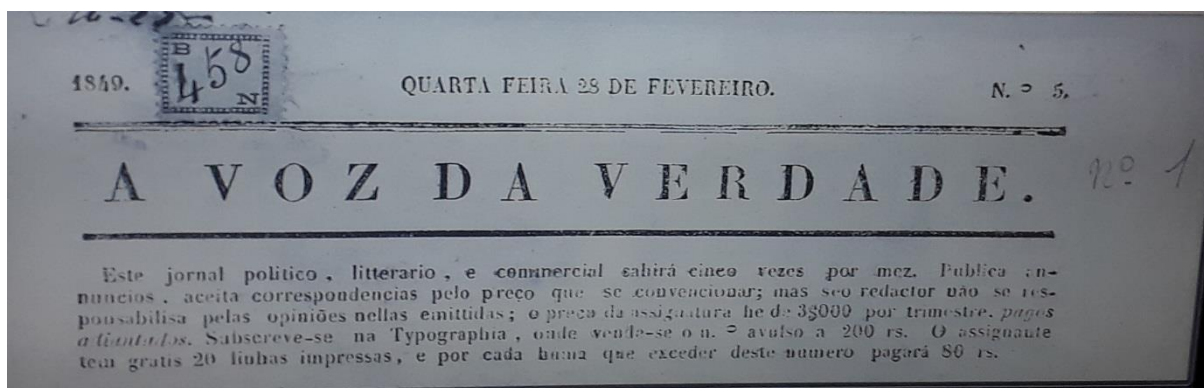 B
458
N
1849.
QUARTA FEIRA 28 DE FEVEREIRO.
N.º 5.
A VOZ DA VERDADE.
nº 1
Este jornal politico, litterario, e commercial sahirá cinco vezes por mez. Publica an-
nuncios, aceita correspondencias pelo preço que se convencionar; mas seo redactor não se res-
ponsabilisa pelas opiniões nellas emittidas; o preço da assignatura he de 3$000 por trimestre, pagos
a liantados. Subscreve-se na Typographia, onde vende-se o n.º avulso a 200 rs. O assignante
tem gratis 20 linhas impressas, e por cada huma que exceder deste numero pagará 80 rs.